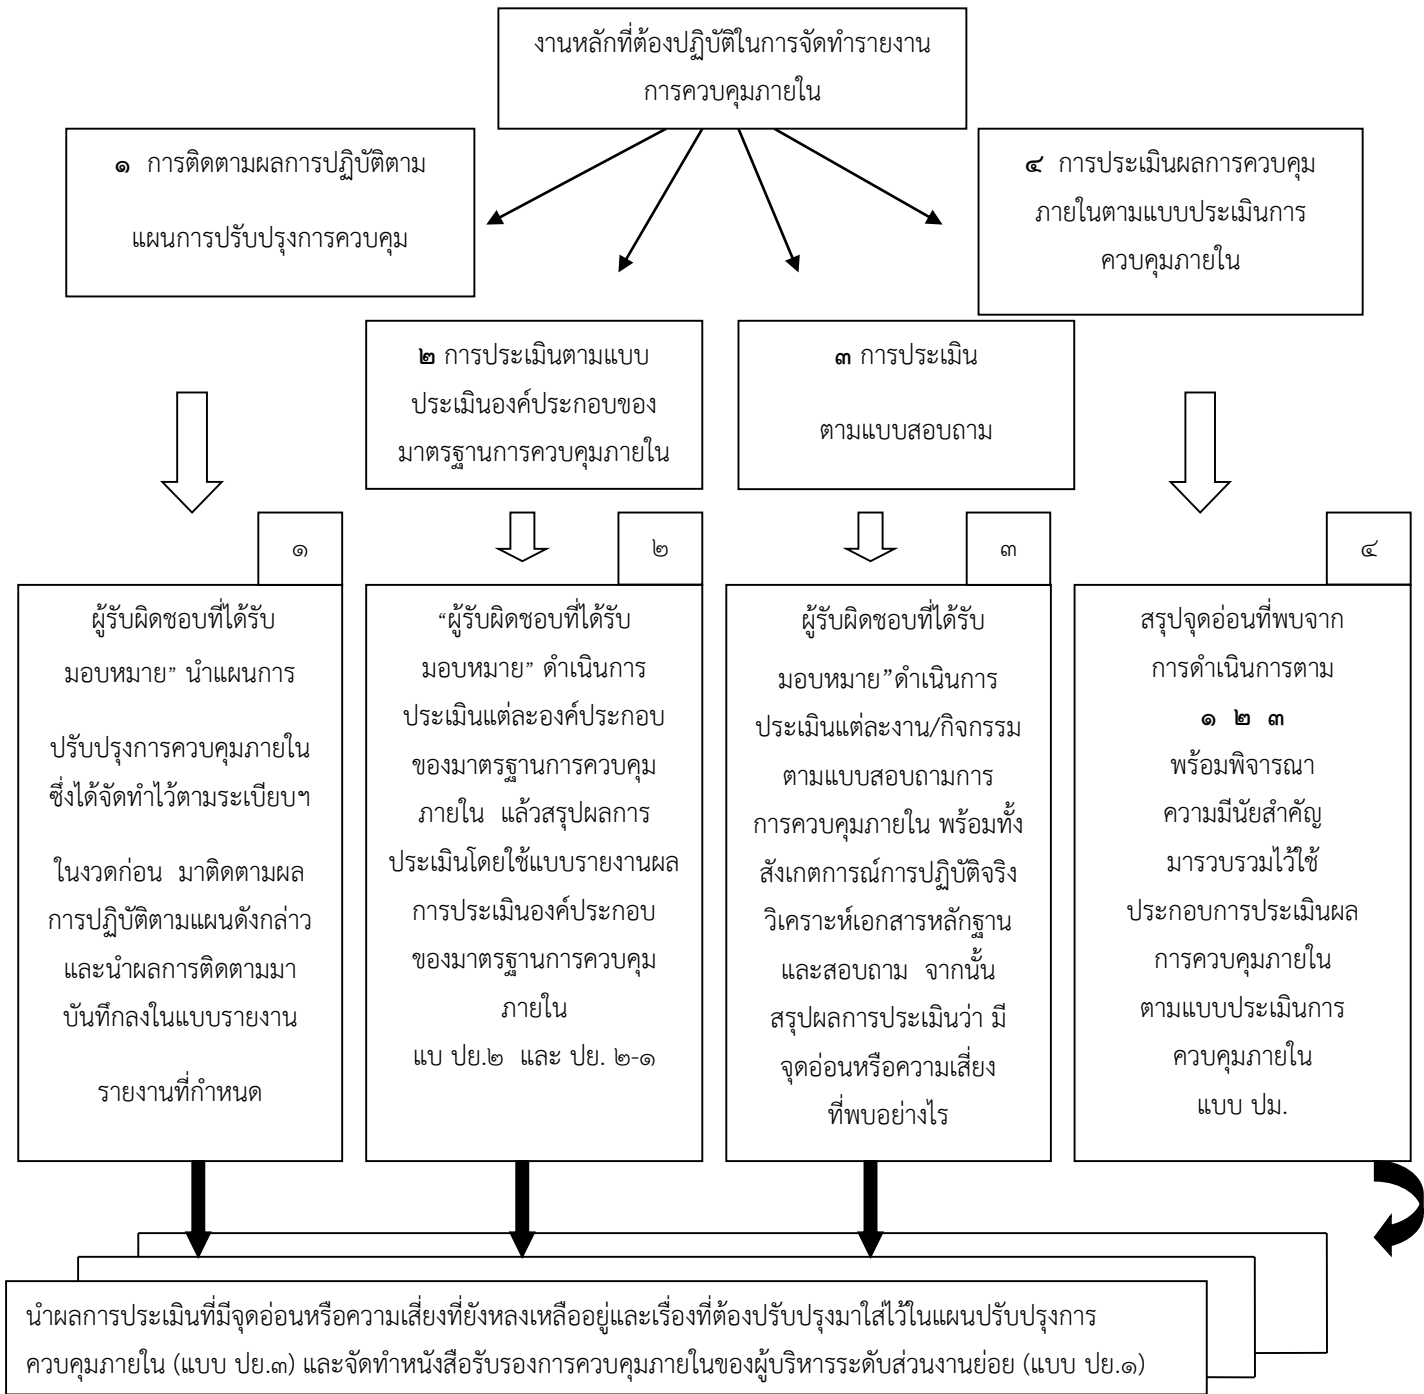 งานหลักที่ต้องปฏิบัติในการจัดทำรายงาน
การควบคุมภายใน
๑ การติดตามผลการปฏิบัติตาม
แผนการปรับปรุงการควบคุม
๔ การประเมินผลการควบคุม
ภายในตามแบบประเมินการ
ควบคุมภายใน
๒ การประเมินตามแบบ
ประเมินองค์ประกอบของ
มาตรฐานการควบคุมภายใน
๓ การประเมิน
ตามแบบสอบถาม
๑
ผู้รับผิดชอบที่ได้รับ
มอบหมาย” นำแผนการ
ปรับปรุงการควบคุมภายใน
ซึ่งได้จัดทำไว้ตามระเบียบฯ
ในงวดก่อน มาติดตามผล
การปฏิบัติตามแผนดังกล่าว
และนำผลการติดตามมา
บันทึกลงในแบบรายงาน
รายงานที่กำหนด
๒
“ผู้รับผิดชอบที่ได้รับ
มอบหมาย” ดำเนินการ
ประเมินแต่ละองค์ประกอบ
ของมาตรฐานการควบคุม
ภายใน แล้วสรุปผลการ
ประเมินโดยใช้แบบรายงานผล
การประเมินองค์ประกอบ
ของมาตรฐานการควบคุม
ภายใน
แบ ปย.๒ และ ปย. ๒-๑
๓
ผู้รับผิดชอบที่ได้รับ
มอบหมาย”ดำเนินการ
ประเมินแต่ละงาน/กิจกรรม
ตามแบบสอบถามการ
การควบคุมภายใน พร้อมทั้ง
สังเกตการณ์การปฏิบัติจริง
วิเคราะห์เอกสารหลักฐาน
และสอบถาม จากนั้น
สรุปผลการประเมินว่า มี
จุดอ่อนหรือความเสี่ยง
ที่พบอย่างไร
๔
สรุปจุดอ่อนที่พบจาก
การดำเนินการตาม
๑ ๒ ๓
พร้อมพิจารณา
ความมีนัยสำคัญ
มารวบรวมไว้ใช้
ประกอบการประเมินผล
การควบคุมภายใน
ตามแบบประเมินการ
ควบคุมภายใน
แบบ ปม.
นำผลการประเมินที่มีจุดอ่อนหรือความเสี่ยงที่ยังหลงเหลืออยู่และเรื่องที่ต้องปรับปรุงมาใส่ไว้ในแผนปรับปรุงการ
ควบคุมภายใน (แบบ ปย.๓) และจัดทำหนังสือรับรองการควบคุมภายในของผู้บริหารระดับส่วนงานย่อย (แบบ ปย.๑)